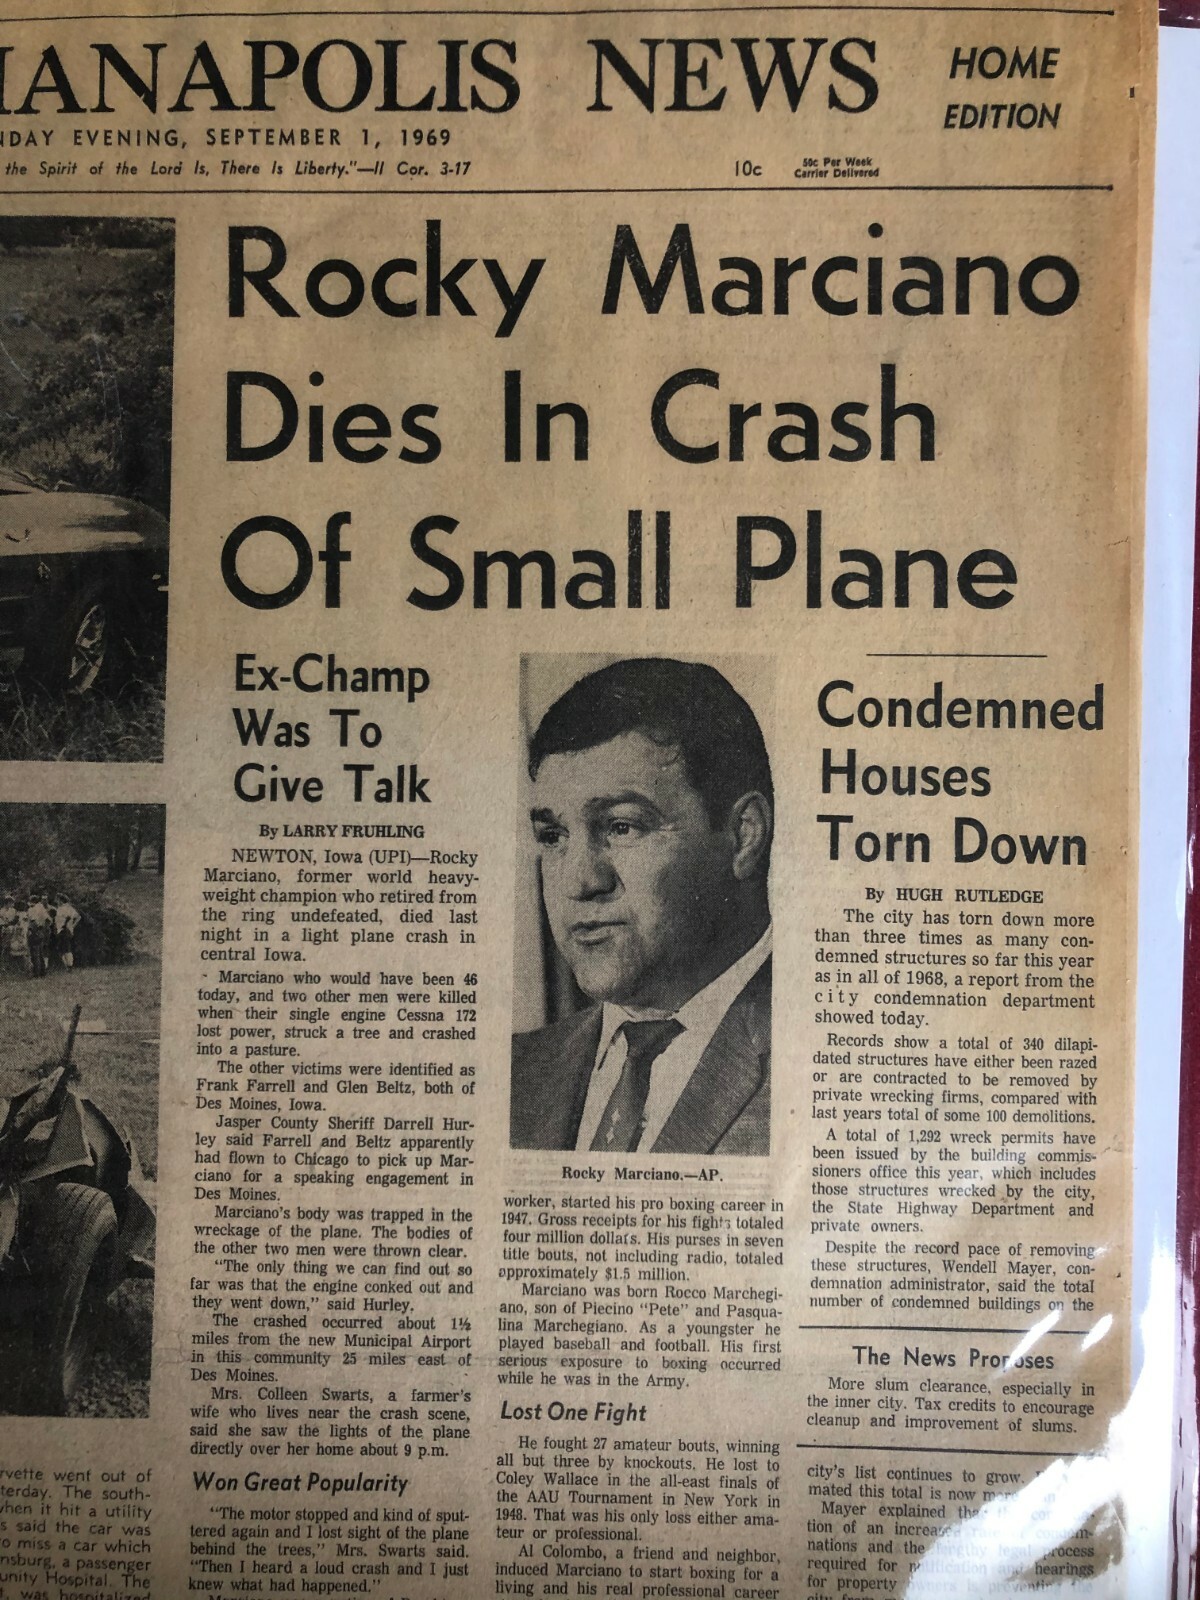 IANAPOLIS NEWS
HOME
EDITION
NDAY EVENING, SEPTEMBER 1, 1969
the Spirit of the Lord Is, There Is Liberty."—II Cor. 3-17
10c
50c Per Week
Carrier Delivered
Rocky Marciano
Dies In Crash
Of Small Plane
Ex-Champ
Was To
Give Talk
By LARRY FRUHLING
NEWTON, Iowa (UPI)—Rocky
Marciano, former world heavy-
weight champion who retired from
the ring undefeated, died last
night in a light plane crash in
central Iowa.
Marciano who would have been 46
today, and two other men were killed
when their single engine Cessna 172
lost power, struck a tree and crashed
into a pasture.
The other victims were identified as
Frank Farrell and Glen Beltz, both of
Des Moines, Iowa.
Jasper County Sheriff Darrell Hur-
ley said Farrell and Beltz apparently
had flown to Chicago to pick up Mar-
ciano for a speaking engagement in
Des Moines.
Marciano's body was trapped in the
wreckage of the plane. The bodies of
the other two men were thrown clear.
"The only thing we can find out so
far was that the engine conked out and
they went down," said Hurley.
The crashed occurred about 1½
miles from the new Municipal Airport
in this community 25 miles east of
Des Moines.
Mrs. Colleen Swarts, a farmer's
wife who lives near the crash scene,
said she saw the lights of the plane
directly over her home about 9 p.m.
Won Great Popularity
"The motor stopped and kind of sput-
tered again and I lost sight of the plane
behind the trees," Mrs. Swarts said.
"Then I heard a loud crash and I just
knew what had happened."
Rocky Marciano.—AP.
worker, started his pro boxing career in
1947. Gross receipts for his fights totaled
four million dollars. His purses in seven
title bouts, not including radio, totaled
approximately $1.5 million.
Marciano was born Rocco Marchegi-
ano, son of Piecino "Pete" and Pasqua-
lina Marchegiano. As a youngster he
played baseball and football. His first
serious exposure to boxing occurred
while he was in the Army.
Lost One Fight
He fought 27 amateur bouts, winning
all but three by knockouts. He lost to
Coley Wallace in the all-east finals of
the AAU Tournament in New York in
1948. That was his only loss either ama-
teur or professional.
Al Colombo, a friend and neighbor,
induced Marciano to start boxing for a
living and his real professional career
Condemned
Houses
Torn Down
By HUGH RUTLEDGE
The city has torn down more
than three times as many con-
demned structures so far this year
as in all of 1968, a report from the
city condemnation department
showed today.
Records show a total of 340 dilapi-
dated structures have either been razed
or are contracted to be removed by
private wrecking firms, compared with
last years total of some 100 demolitions.
A total of 1,292 wreck permits have
been issued by the building commis-
sioners office this year, which includes
those structures wrecked by the city,
the State Highway Department and
private owners.
Despite the record pace of removing
these structures, Wendell Mayer, con-
demnation administrator, said the total
number of condemned buildings on the
The News Proposes
More slum clearance, especially in
the inner city. Tax credits to encourage
cleanup and improvement of slums.
city's list continues to grow.
mated this total is now more
Mayer explained that
tion of an increase
nations and the lengthy legal process
required for notification and hearings
for property owners is preventing the
rvette went out of
terday. The south-
when it hit a utility
s said the car was
o miss a car which
nsburg, a passenger
unity Hospital. The
was hospitalized